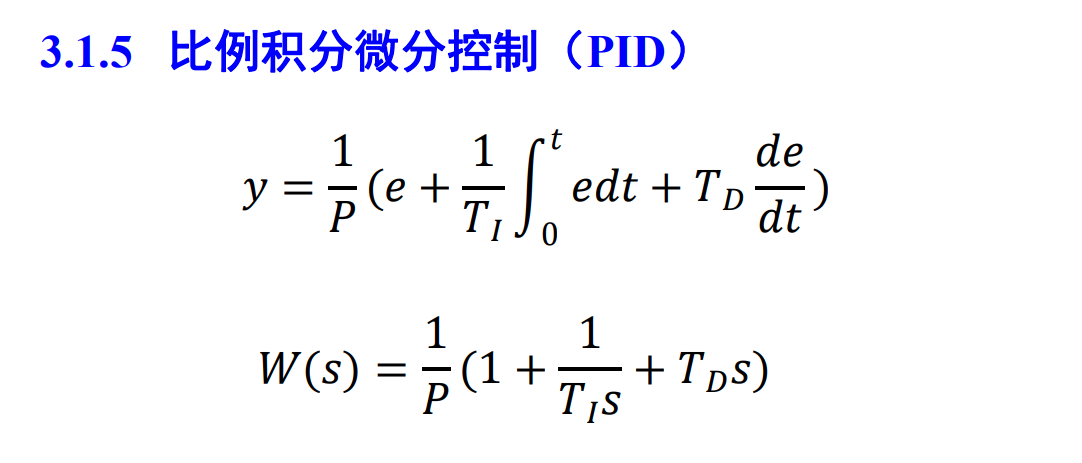 3.1.5 比例积分微分控制（PID）
y = \frac{1}{P}(e + \frac{1}{T_I}\int_0^t edt + T_D\frac{de}{dt})
W(s) = \frac{1}{P}(1 + \frac{1}{T_I s} + T_D s)